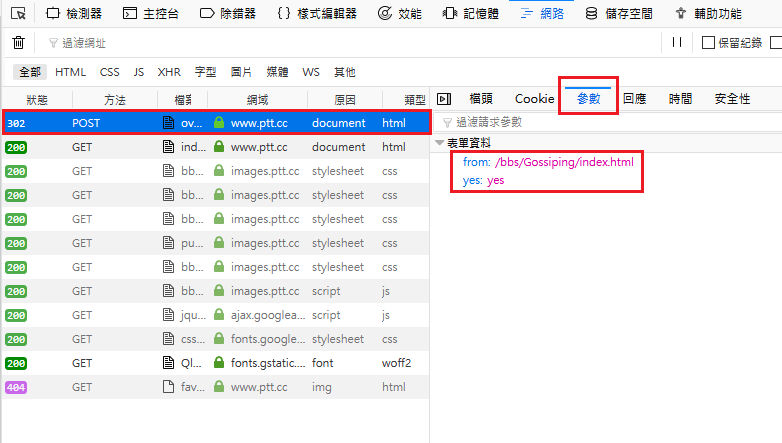 檢測器 主控台 除錯器 樣式編輯器 效能 記憶體 網路 儲存空間 輔助功能
過濾網址 保留紀錄
全部 HTML CSS JS XHR 字型 圖片 媒體 WS 其他
狀態 方法 檔案 網域 原因 類型
檔頭 Cookie 參數 回應 時間 安全性
302 POST ov... www.ptt.cc document html
過濾請求參數
200 GET ind... www.ptt.cc document html
表單資料
from: /bbs/Gossiping/index.html
yes: yes
200 GET bb... images.ptt.cc stylesheet css
200 GET bb... images.ptt.cc stylesheet css
200 GET bb... images.ptt.cc stylesheet css
200 GET pu... images.ptt.cc stylesheet css
200 GET bb... images.ptt.cc stylesheet css
200 GET bb... images.ptt.cc script js
200 GET jqu... ajax.googlea... script js
200 GET css... fonts.google... stylesheet css
200 GET Ql... fonts.gstatic.... font woff2
404 GET fav... www.ptt.cc img html